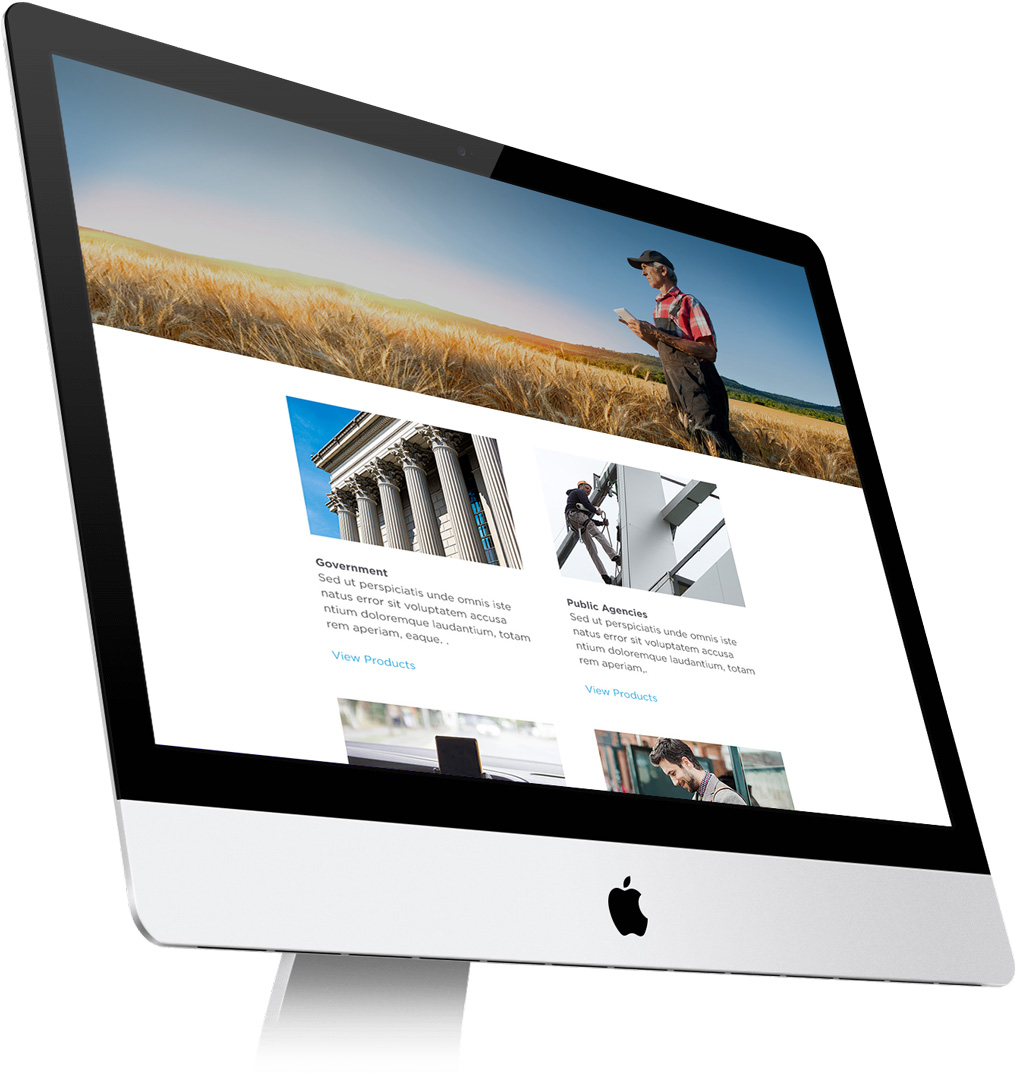 Government
Sed ut perspiciatis unde omnis iste
natus error sit voluptatem accusa
ntium doloremque laudantium, totam
rem aperiam, eaque. .
View Products
Public Agencies
Sed ut perspiciatis unde omnis iste
natus error sit voluptatem accusa
ntium doloremque laudantium, totam
rem aperiam,.
View Products